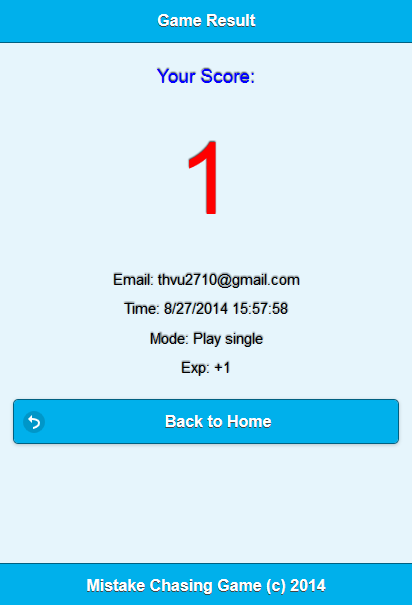 Game Result
Your Score:
1
Email: thvu2710@gmail.com
Time: 8/27/2014 15:57:58
Mode: Play single
Exp: +1
Back to Home
Mistake Chasing Game (c) 2014